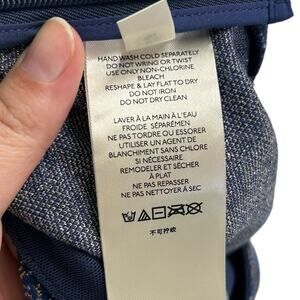 HAND WASH COLD SEPARATELY
DO NOT WRING OR TWIST
USE ONLY NON-CHLORINE
BLEACH
RESHAPE & LAY FLAT TO DRY
DO NOT IRON
DO NOT DRY CLEAN
LAVER À LA MAIN À L'EAU
FROIDE SÉPARÉMEN
NE PAS TORDRE OU ESSORER
UTILISER UN AGENT DE
BLANCHIMENT SANS CHLORE
SI NÉCESSAIRE
REMODELER ET SÉCHER
À PLAT
NE PAS REPASSER
NE PAS NETTOYER À SEC
不可拧绞